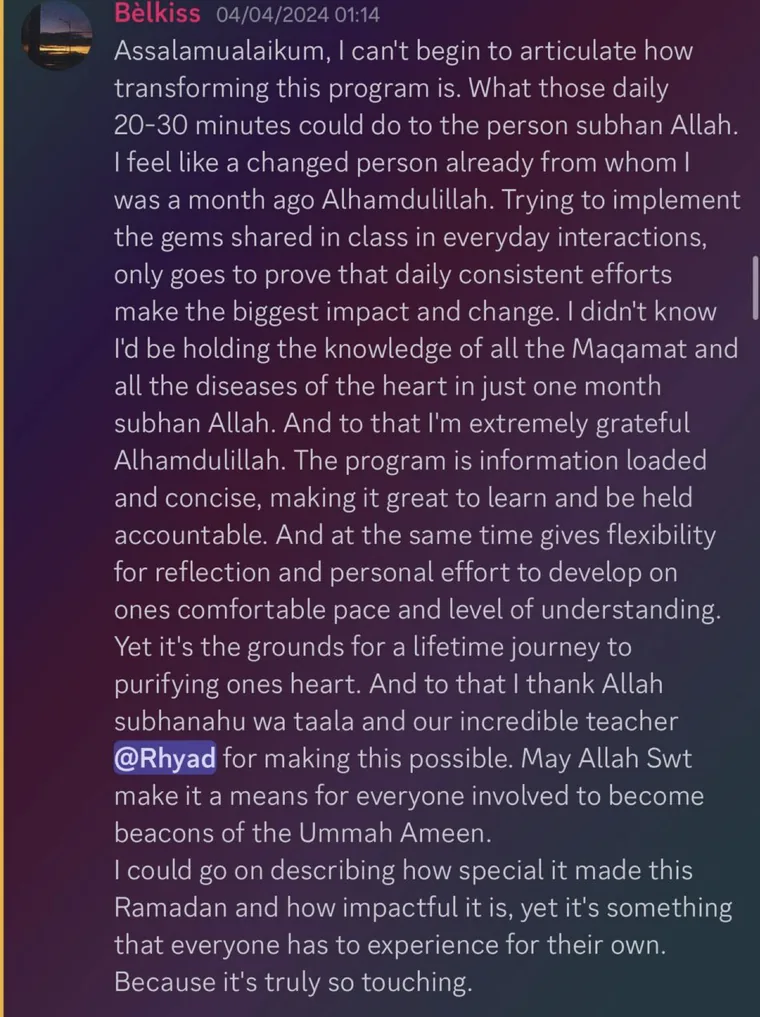 Bèlkiss 04/04/2024 01:14
Assalamualaikum, I can't begin to articulate how
transforming this program is. What those daily
20-30 minutes could do to the person subhan Allah.
I feel like a changed person already from whom I
was a month ago Alhamdulillah. Trying to implement
the gems shared in class in everyday interactions,
only goes to prove that daily consistent efforts
make the biggest impact and change. I didn't know
I'd be holding the knowledge of all the Maqamat and
all the diseases of the heart in just one month
subhan Allah. And to that I'm extremely grateful
Alhamdulillah. The program is information loaded
and concise, making it great to learn and be held
accountable. And at the same time gives flexibility
for reflection and personal effort to develop on
ones comfortable pace and level of understanding.
Yet it's the grounds for a lifetime journey to
purifying ones heart. And to that I thank Allah
subhanahu wa taala and our incredible teacher
@Rhyad for making this possible. May Allah Swt
make it a means for everyone involved to become
beacons of the Ummah Ameen.
I could go on describing how special it made this
Ramadan and how impactful it is, yet it's something
that everyone has to experience for their own.
Because it's truly so touching.